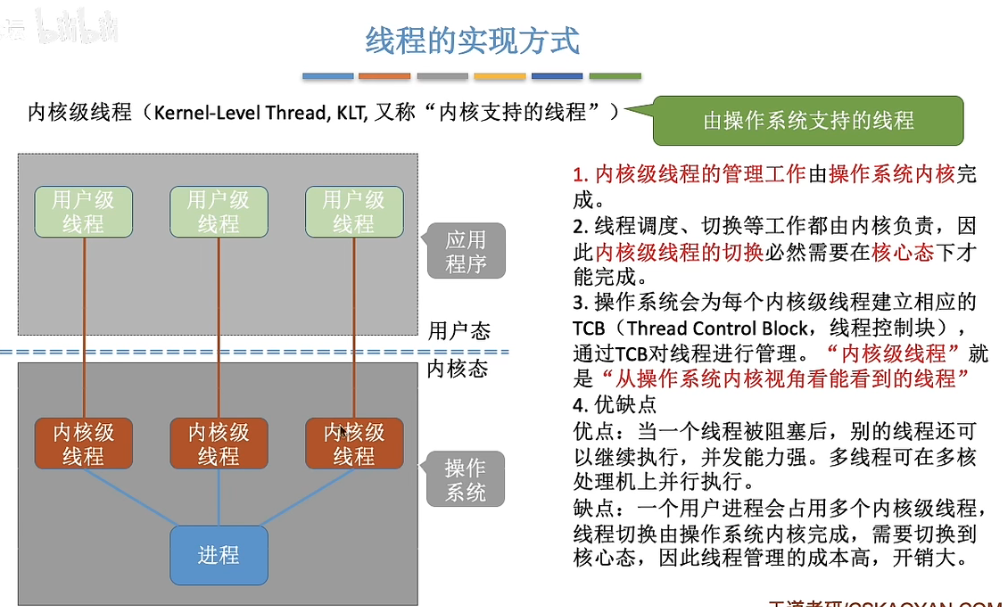 线程的实现方式
内核级线程（Kernel-Level Thread, KLT, 又称“内核支持的线程”）
由操作系统支持的线程
用户级
线程
用户级
线程
用户级
线程
应用
程序
用户态
内核态
内核级
线程
内核级
线程
内核级
线程
操作
系统
进程
1. 内核级线程的管理工作由操作系统内核完
成。
2. 线程调度、切换等工作都由内核负责，因
此内核级线程的切换必然需要在核心态下才
能完成。
3. 操作系统会为每个内核级线程建立相应的
TCB（Thread Control Block，线程控制块），
通过TCB对线程进行管理。“内核级线程”就
是“从操作系统内核视角看能看到的线程”
4. 优缺点
优点：当一个线程被阻塞后，别的线程还可
以继续执行，并发能力强。多线程可在多核
处理机上并行执行。
缺点：一个用户进程会占用多个内核级线程，
线程切换由操作系统内核完成，需要切换到
核心态，因此线程管理的成本高，开销大。
王道考研/CSKAOYAN.COM